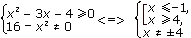 {x² − 3x − 4 ⩾ 0 <=> {[x ⩽ −1,
16 − x² ≠ 0 x ⩾ 4,
x ≠ ±4